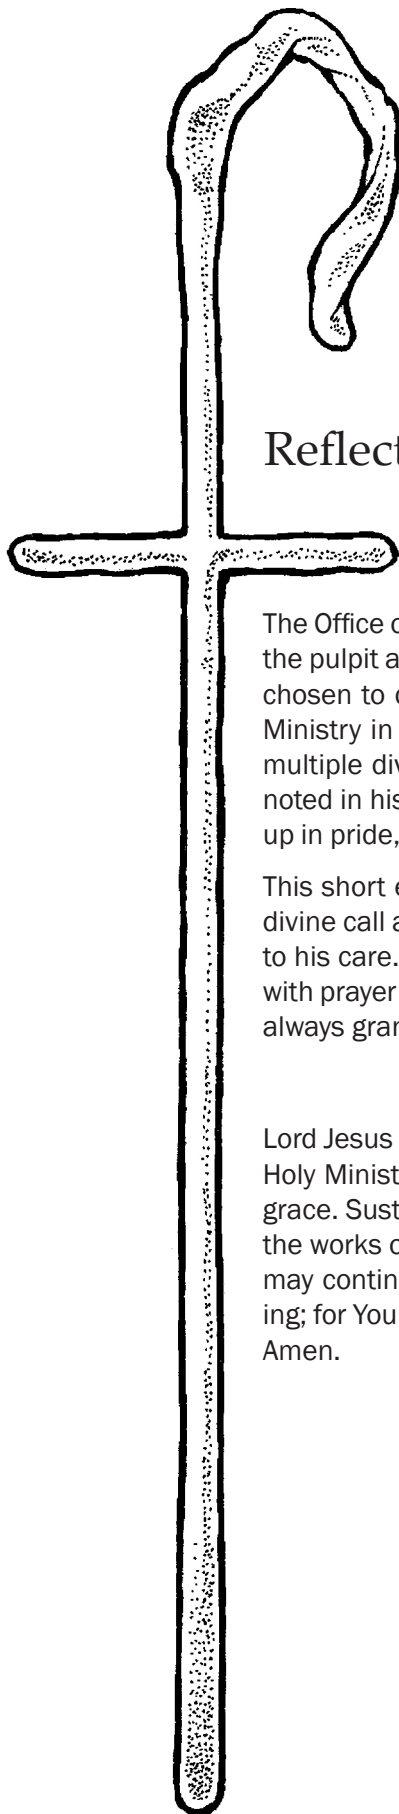 Reflect
The Office o
the pulpit a
chosen to
Ministry in
multiple div
noted in his
up in pride,
This short e
divine call a
to his care.
with prayer
always gran
Lord Jesus
Holy Minist
grace. Sust
the works o
may contin
ing; for You
Amen.